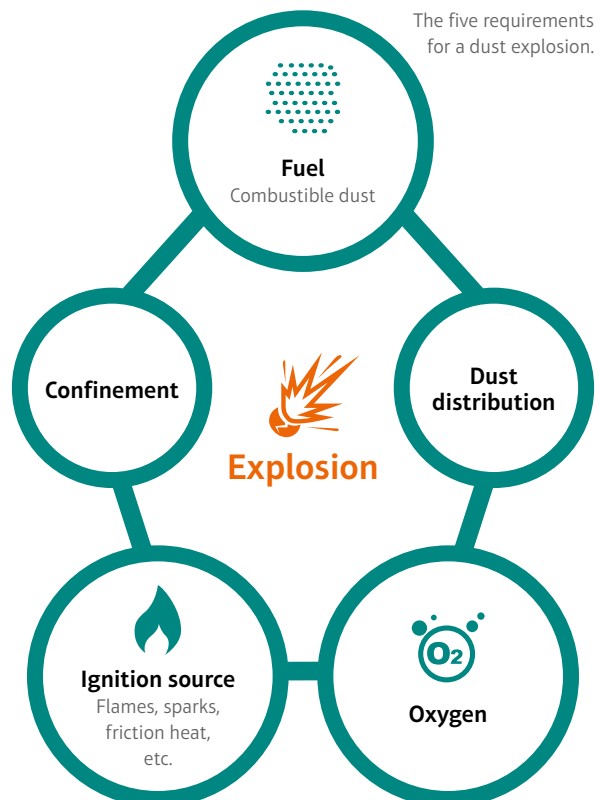 The five requirements
for a dust explosion.
Fuel
Combustible dust
Confinement
Dust
distribution
Explosion
Ignition source
Flames, sparks,
friction heat,
etc.
O2
Oxygen